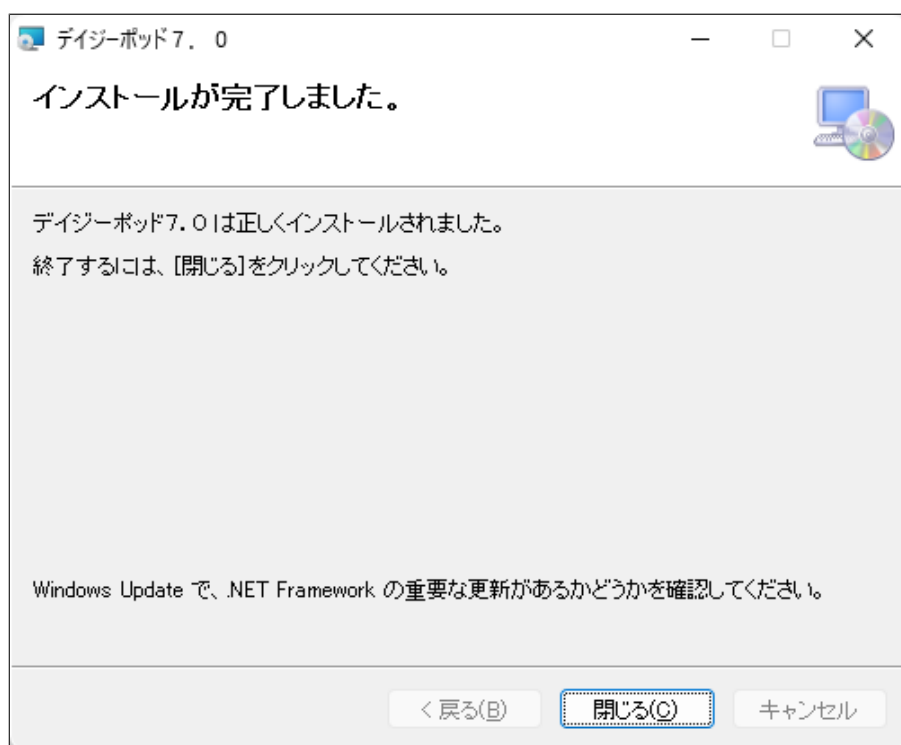 デイジーポッド７．０
インストールが完了しました。
デイジーポッド７．０は正しくインストールされました。
終了するには、[閉じる]をクリックしてください。
Windows Update で、.NET Framework の重要な更新があるかどうかを確認してください。
< 戻る(B) 閉じる(C) キャンセル